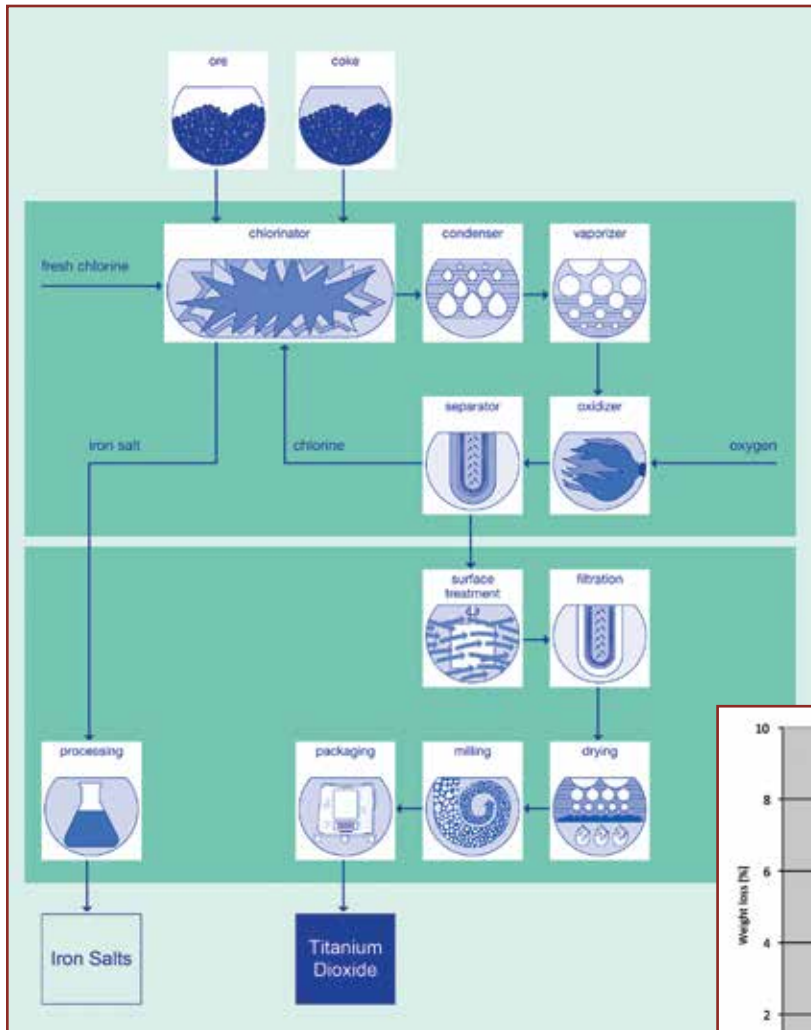 ore
coke
chlorinator
condenser
vaporizer
fresh chlorine
separator
oxidizer
iron salt
chlorine
oxygen
surface
treatment
filtration
processing
packaging
milling
drying
Iron Salts
Titanium
Dioxide
10
8
6
4
2
Weight loss [%]